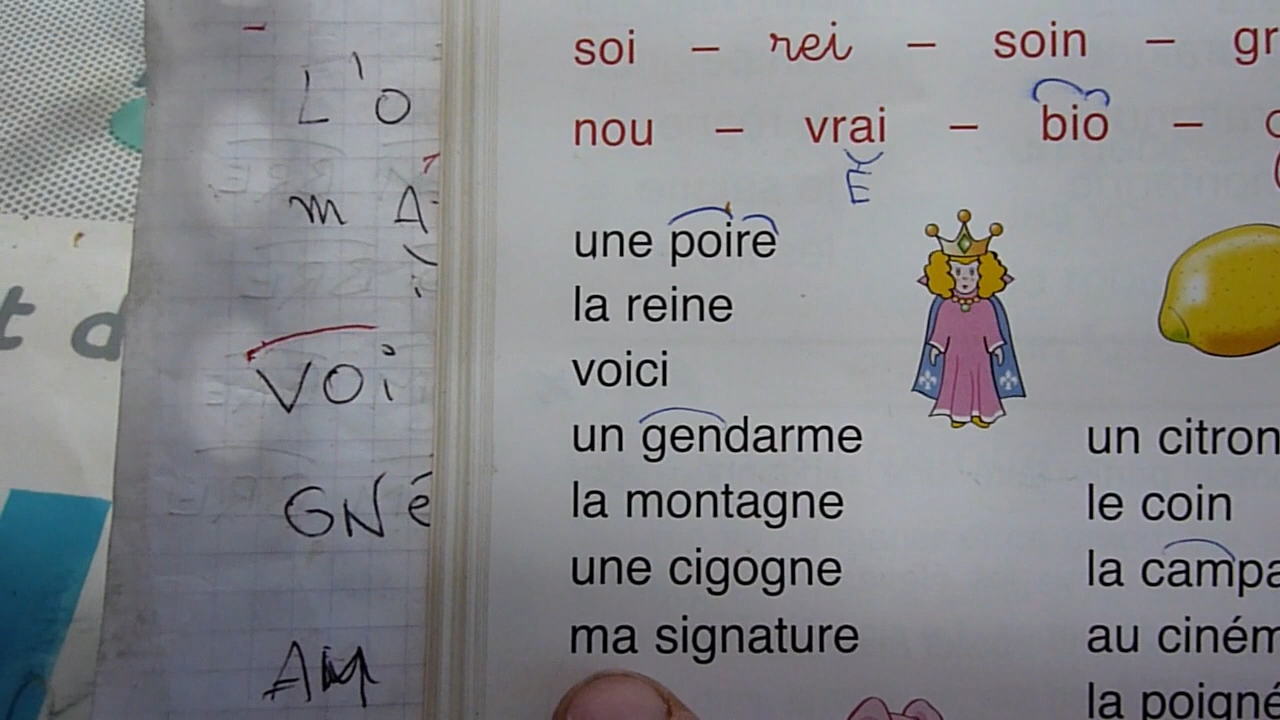 soi – rei – soin – gr
nou – vrai – bio –
E
une poire
la reine
voici
un gendarme
la montagne
une cigogne
ma signature
un citron
le coin
la campa
au ciném
la poigné
t d
L'O
m A
VOi
GNé
AM